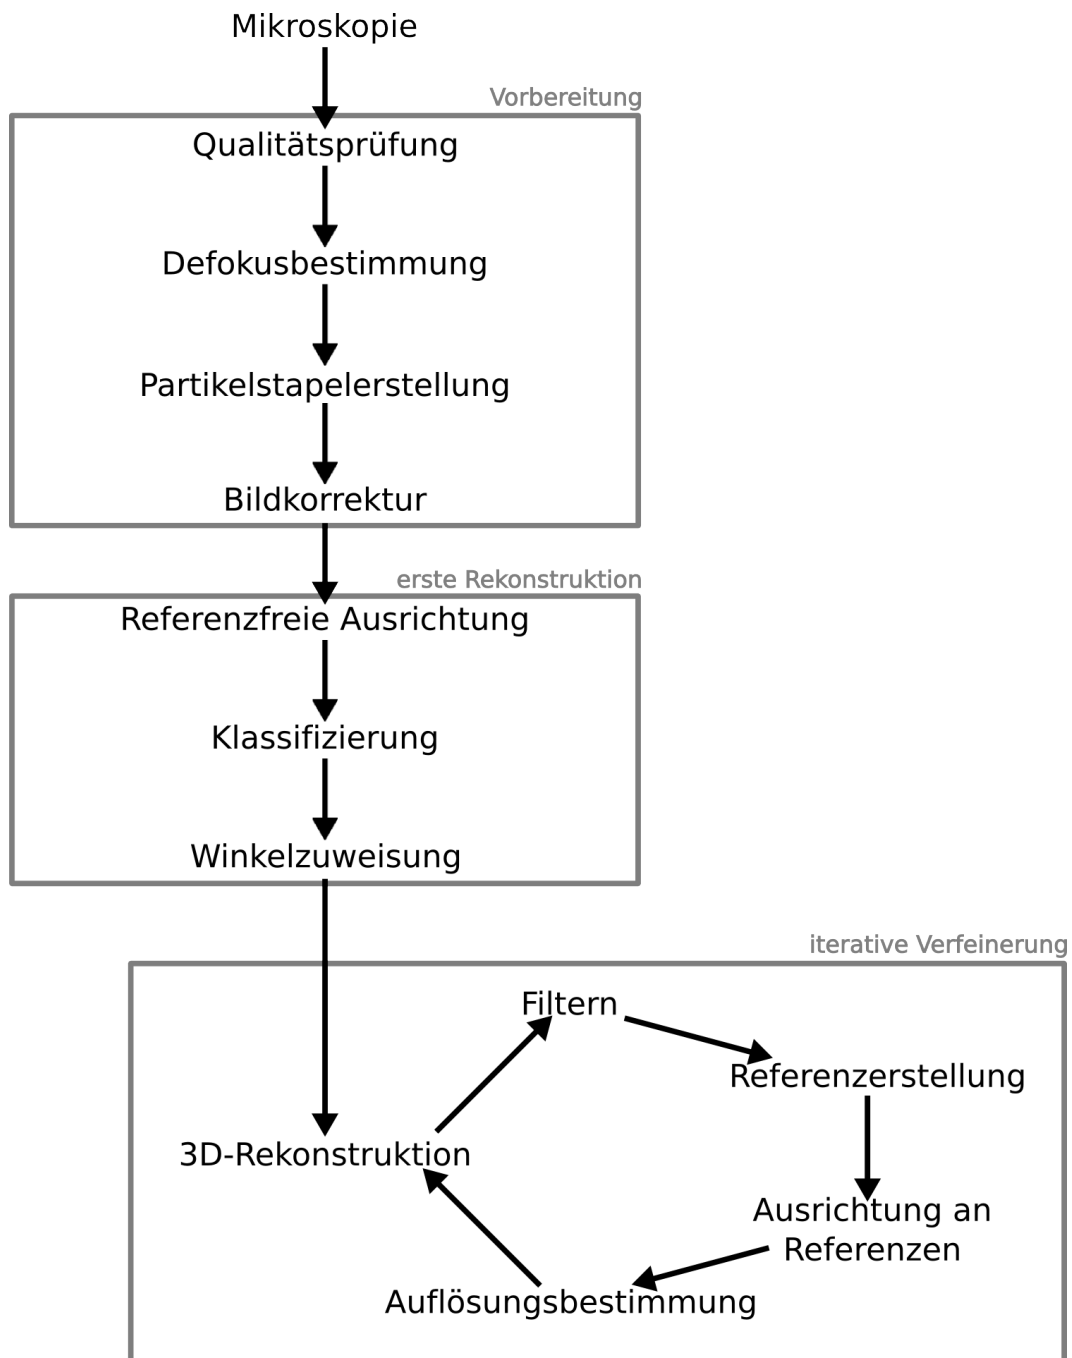 Mikroskopie
Vorbereitung
Qualitätsprüfung
Defokusbestimmung
Partikelstapelerstellung
Bildkorrektur
erste Rekonstruktion
Referenzfreie Ausrichtung
Klassifizierung
Winkelzuweisung
iterative Verfeinerung
Filtern
Referenzerstellung
3D-Rekonstruktion
Ausrichtung an
Referenzen
Auflösungsbestimmung